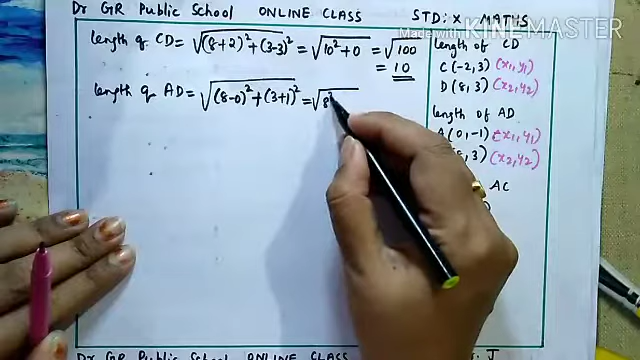 Dr GR Public School ONLINE CLASS STD: X MATHS
Made with KINEMASTER
length of CD = √(8+2)² + (3-3)² = √10² + 0 = √100
= 10
length of AD = √(8-0)² + (3+1)² = √8²
length of CD
C(-2, 3) (x₁, y₁)
D(8, 3) (x₂, y₂)
length of AD
A(0, -1) (x₁, y₁)
8, 3) (x₂, y₂)
AC
Dr GR Public School ONLINE CLASS